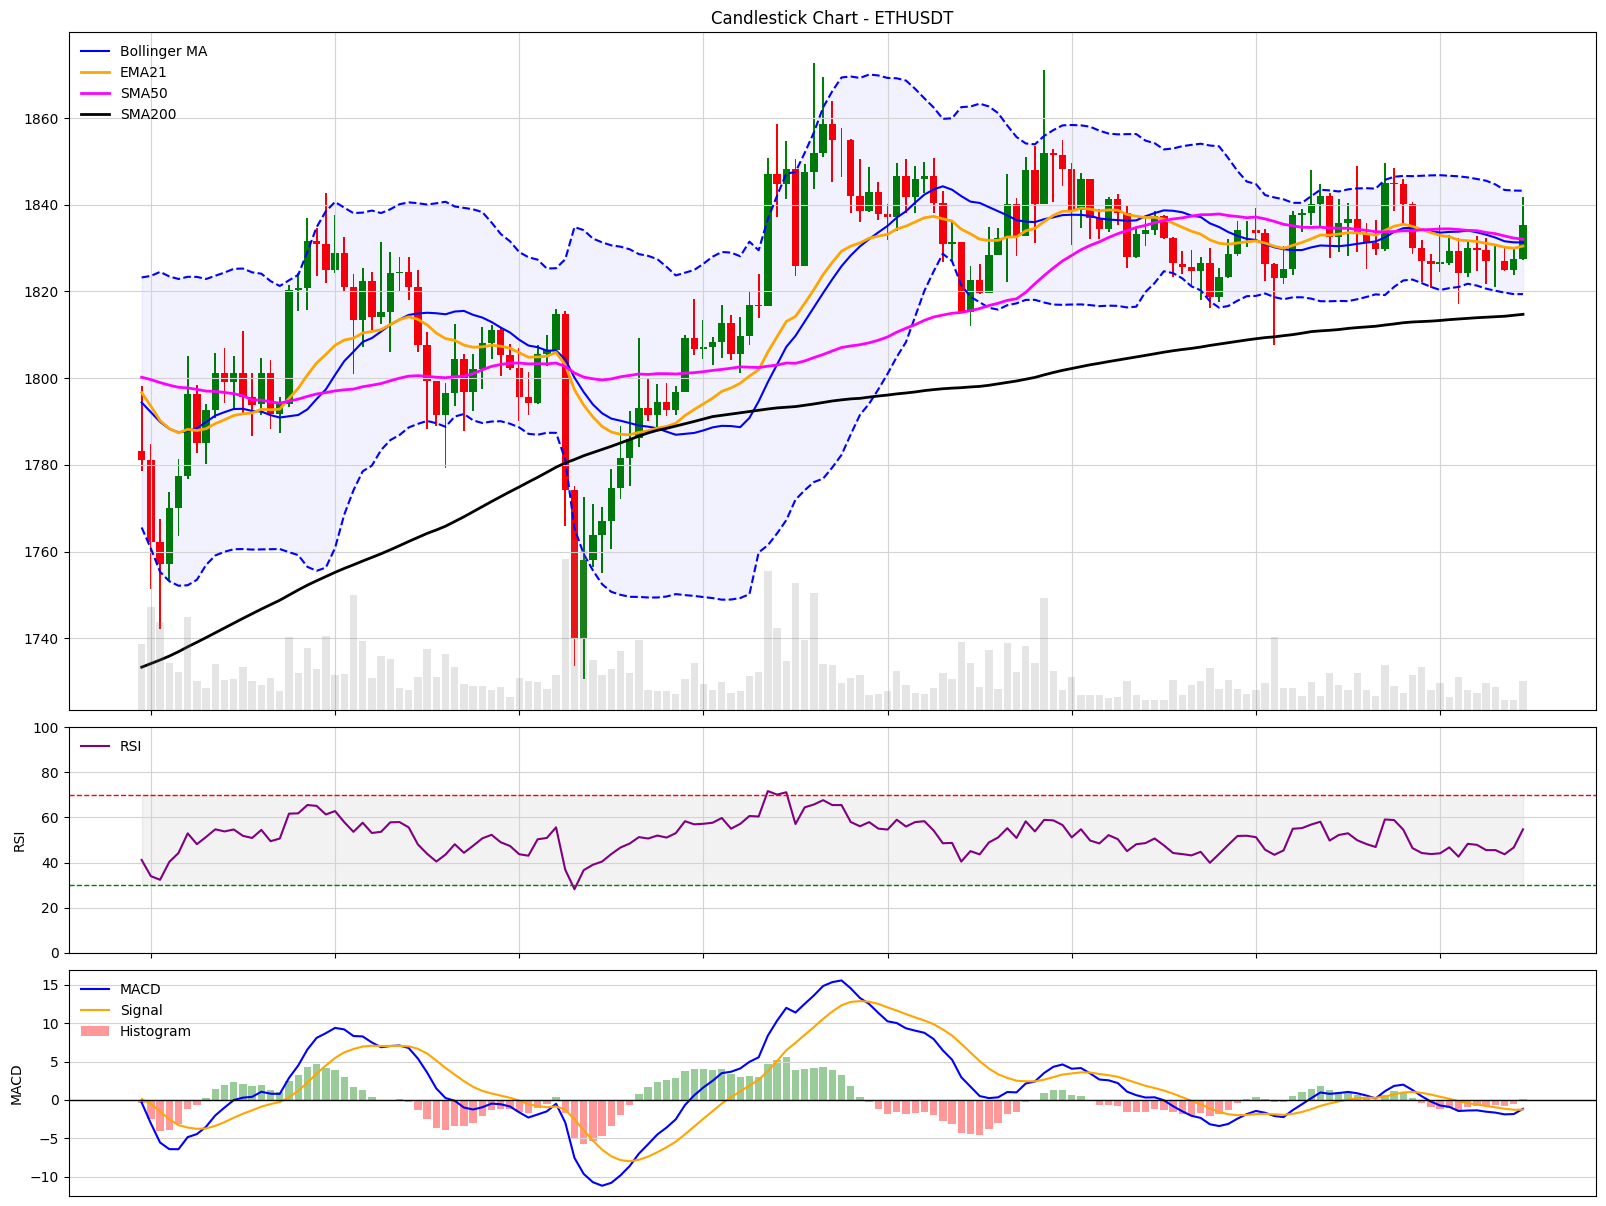 Candlestick Chart - ETHUSDT
Bollinger MA
EMA21
SMA50
SMA200
1860
1840
1820
1800
1780
1760
1740
100
80
60
40
20
0
RSI
RSI
15
10
5
0
−5
−10
MACD
MACD
Signal
Histogram